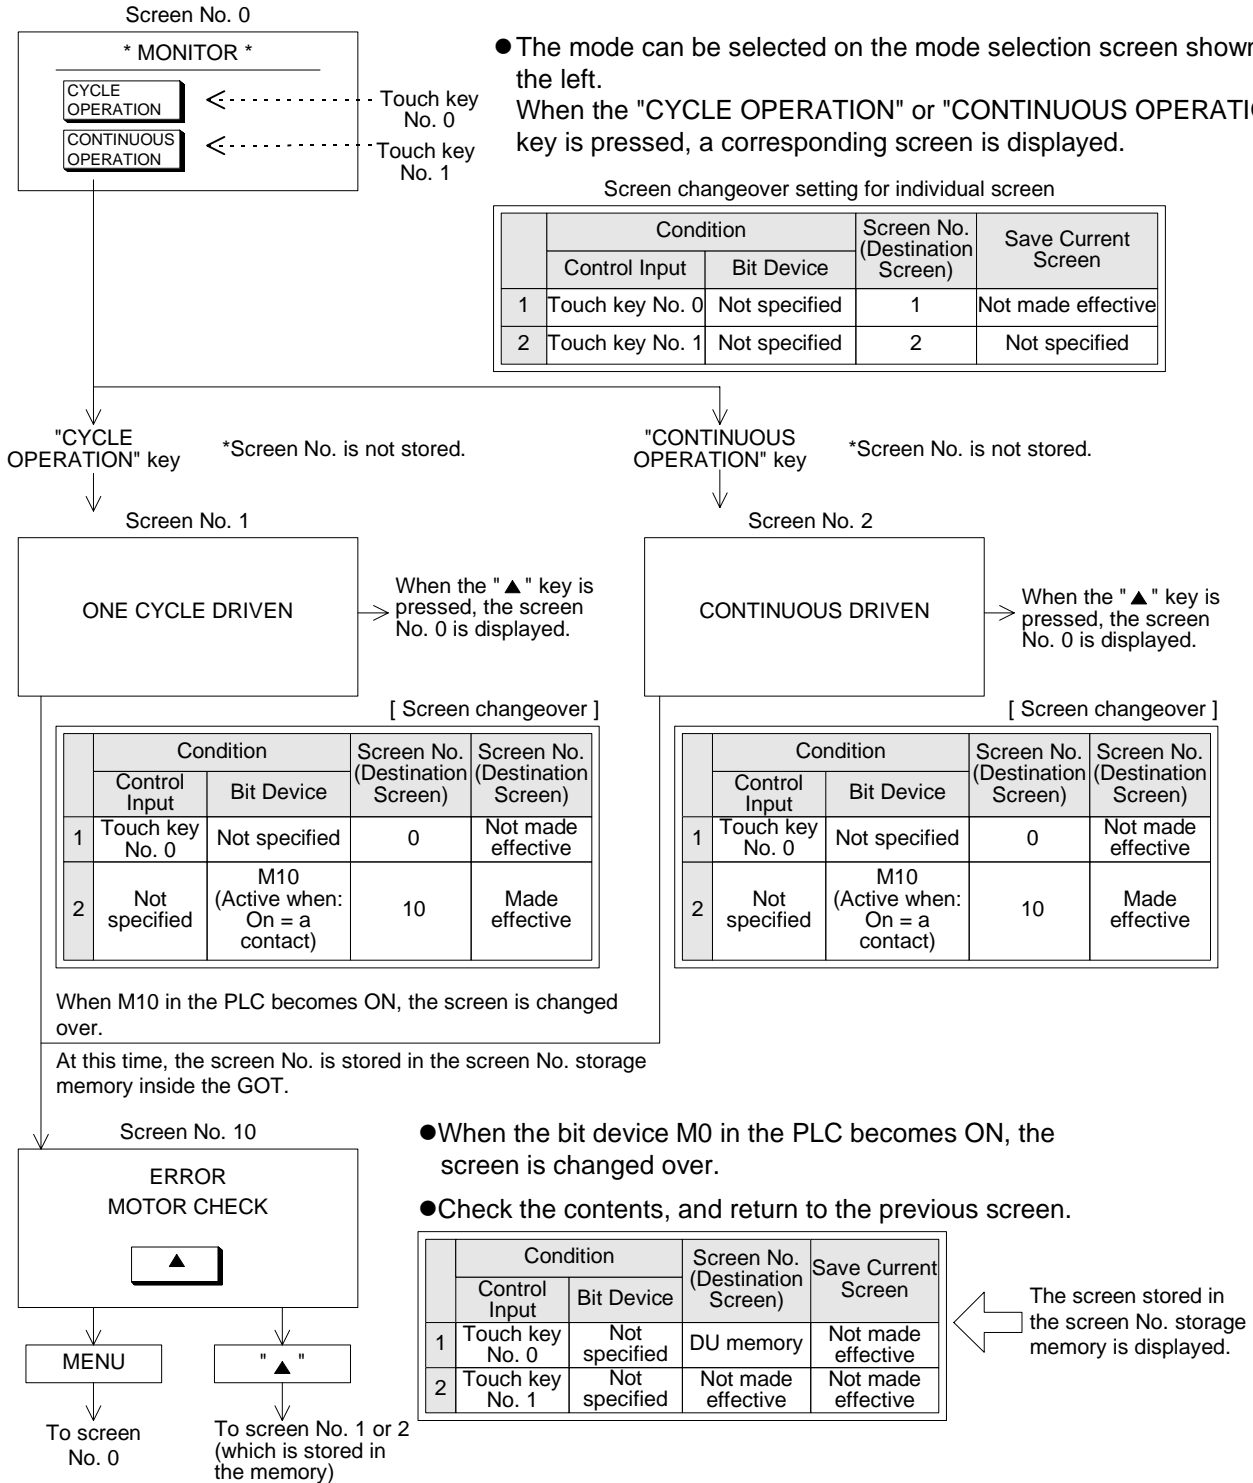 Screen No. 0
* MONITOR *
CYCLE
OPERATION
CONTINUOUS
OPERATION
Touch key
No. 0
Touch key
No. 1
●The mode can be selected on the mode selection screen shown
the left.
When the "CYCLE OPERATION" or "CONTINUOUS OPERATIO
key is pressed, a corresponding screen is displayed.
Screen changeover setting for individual screen
Condition
Screen No.
(Destination
Screen)
Save Current
Screen
Control Input
Bit Device
1 Touch key No. 0 Not specified 1 Not made effective
2 Touch key No. 1 Not specified 2 Not specified
"CYCLE
OPERATION" key
*Screen No. is not stored.
"CONTINUOUS
OPERATION" key
*Screen No. is not stored.
Screen No. 1
ONE CYCLE DRIVEN
When the "▲" key is
pressed, the screen
No. 0 is displayed.
Screen No. 2
CONTINUOUS DRIVEN
When the "▲" key is
pressed, the screen
No. 0 is displayed.
[ Screen changeover ]
Condition
Screen No.
(Destination
Screen)
Screen No.
(Destination
Screen)
Control
Input
Bit Device
1
Touch key
No. 0
Not specified
0
Not made
effective
2
Not
specified
M10
(Active when:
On = a
contact)
10
Made
effective
[ Screen changeover ]
Condition
Screen No.
(Destination
Screen)
Screen No.
(Destination
Screen)
Control
Input
Bit Device
1
Touch key
No. 0
Not specified
0
Not made
effective
2
Not
specified
M10
(Active when:
On = a
contact)
10
Made
effective
When M10 in the PLC becomes ON, the screen is changed
over.
At this time, the screen No. is stored in the screen No. storage
memory inside the GOT.
Screen No. 10
ERROR
MOTOR CHECK
▲
MENU
" ▲ "
To screen
No. 0
To screen No. 1 or 2
(which is stored in
the memory)
●When the bit device M0 in the PLC becomes ON, the
screen is changed over.
●Check the contents, and return to the previous screen.
Condition
Screen No.
(Destination
Screen)
Save Current
Screen
Control
Input
Bit Device
1
Touch key
No. 0
Not
specified
DU memory
Not made
effective
2
Touch key
No. 1
Not
specified
Not made
effective
Not made
effective
The screen stored in
the screen No. storage
memory is displayed.